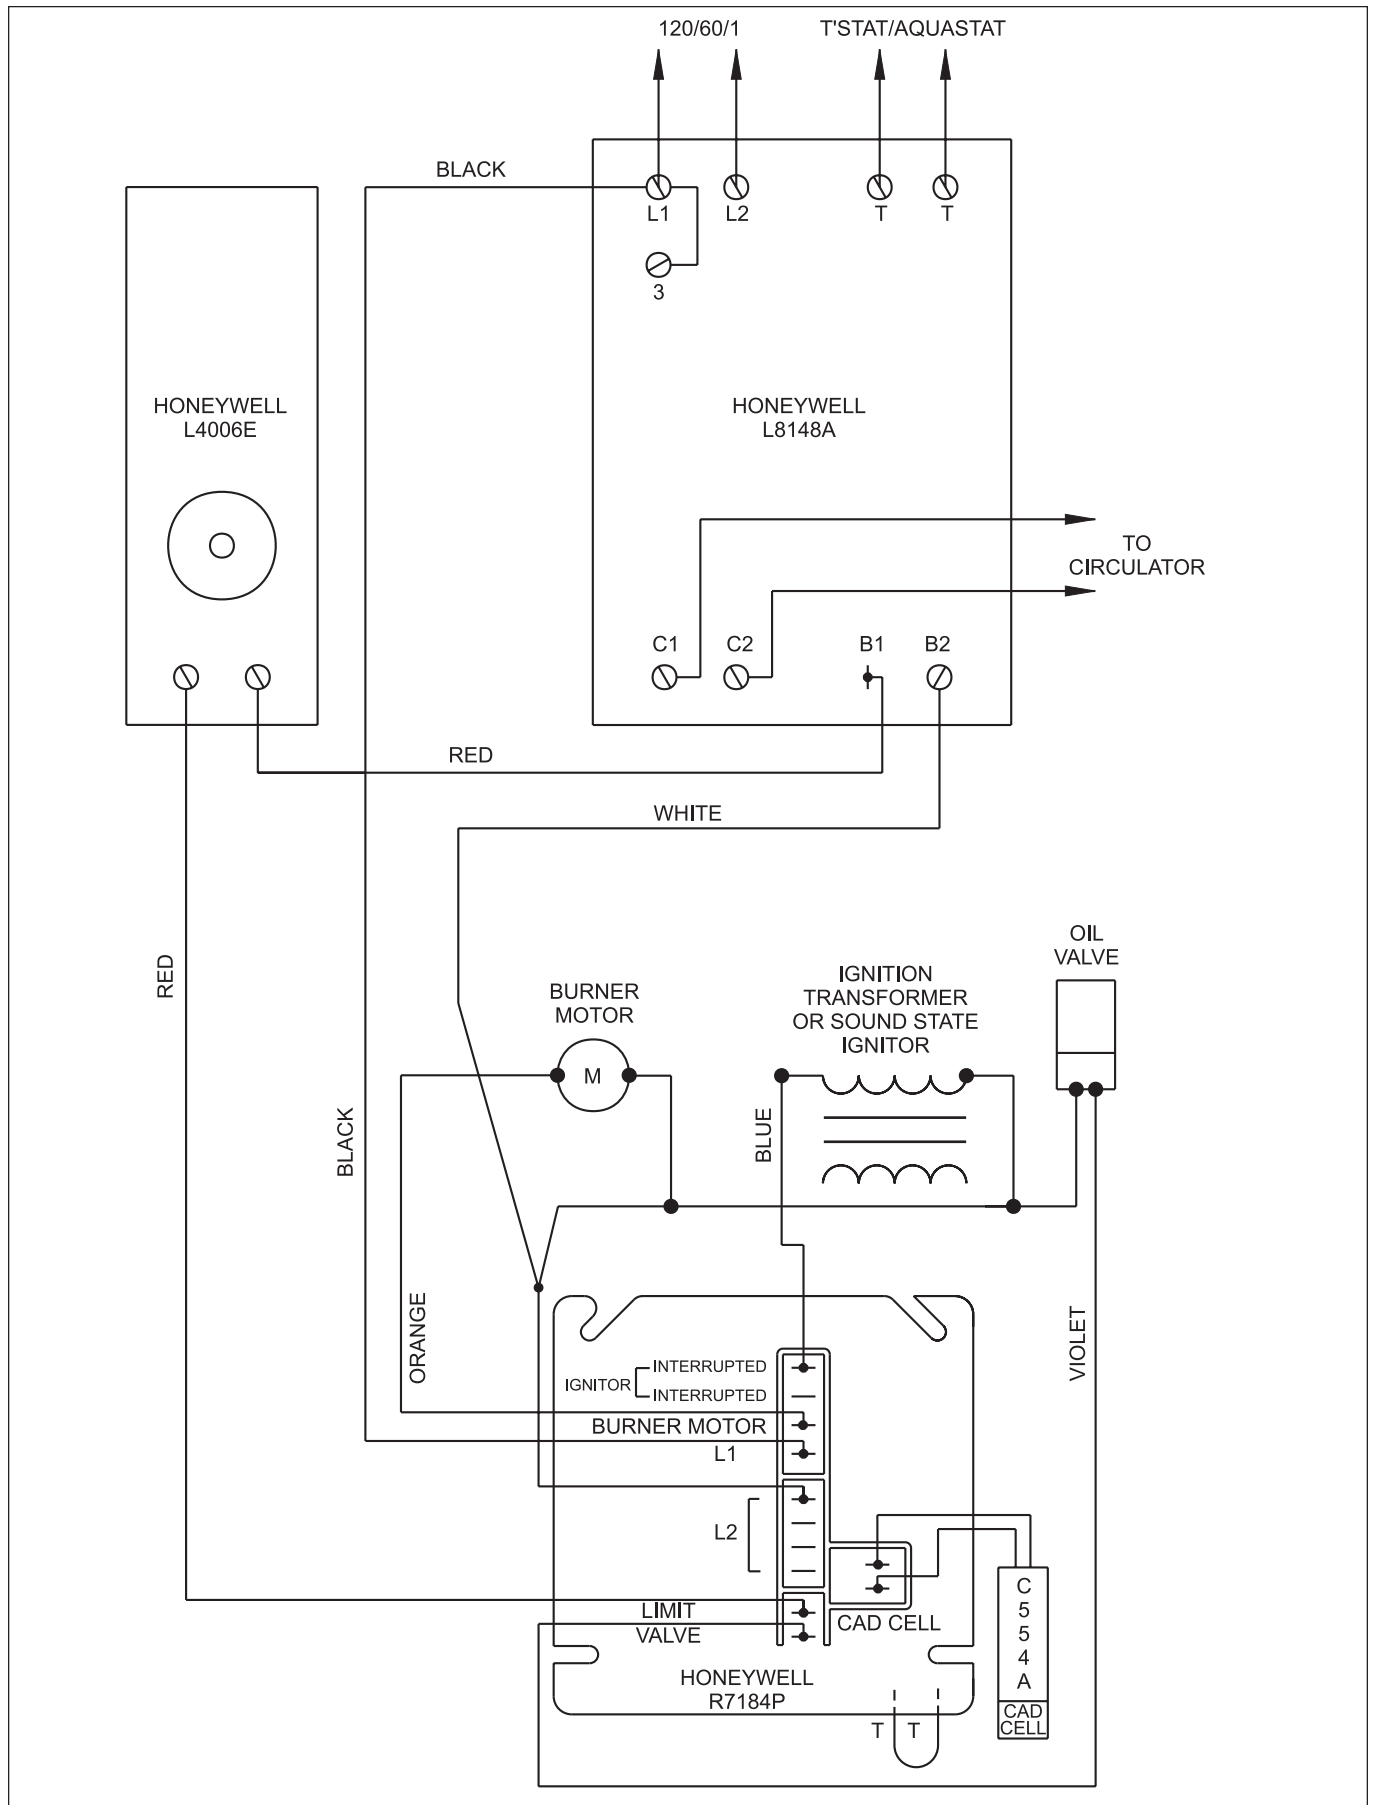 120/60/1
T'STAT/AQUASTAT
BLACK
L1
L2
T
T
3
HONEYWELL
L4006E
HONEYWELL
L8148A
TO
CIRCULATOR
C1
C2
B1
B2
RED
WHITE
RED
OIL
VALVE
BURNER
MOTOR
IGNITION
TRANSFORMER
OR SOUND STATE
IGNITOR
M
BLACK
BLUE
ORANGE
VIOLET
IGNITOR
INTERRUPTED
INTERRUPTED
BURNER MOTOR
L1
L2
LIMIT
VALVE
CAD CELL
C
5
5
4
A
CAD
CELL
HONEYWELL
R7184P
T
T